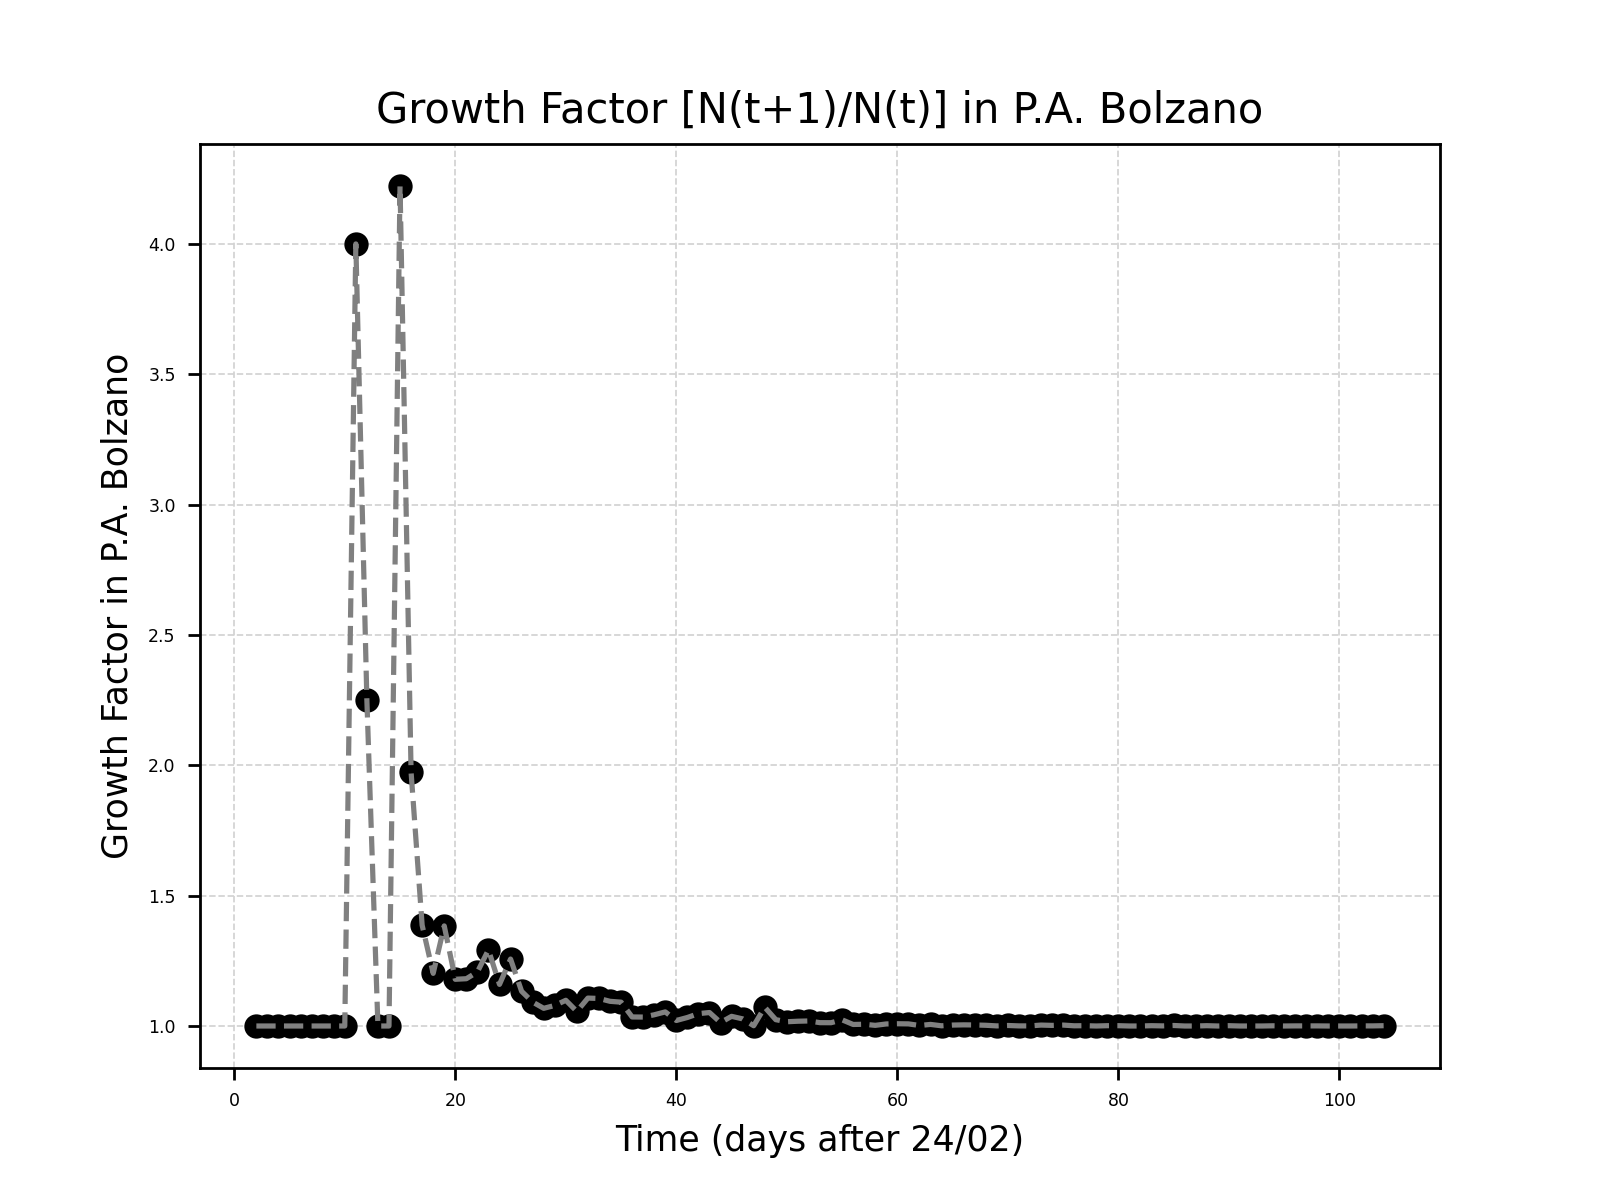 Growth Factor [N(t+1)/N(t)] in P.A. Bolzano
Growth Factor in P.A. Bolzano
4.0
3.5
3.0
2.5
2.0
1.5
1.0
0 20 40 60 80 100
Time (days after 24/02)